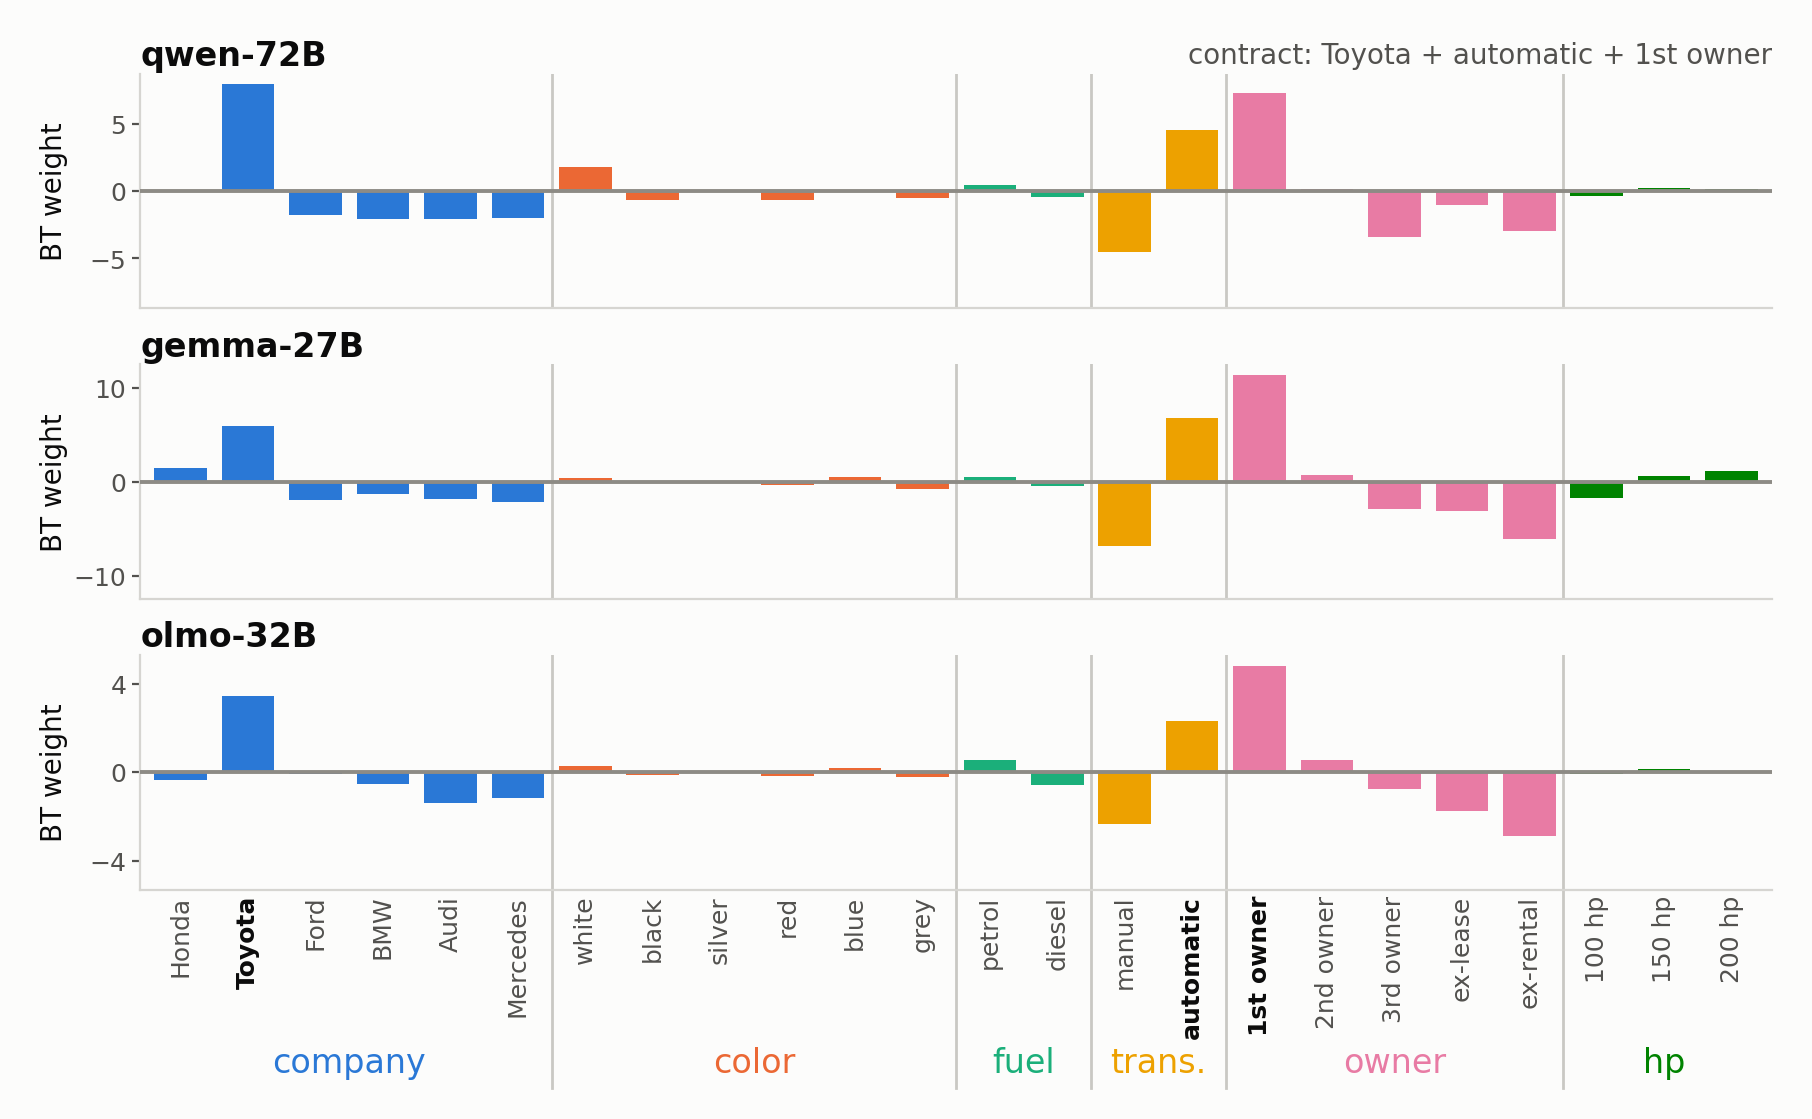 qwen-72B
contract: Toyota + automatic + 1st owner
BT weight
5
0
−5
gemma-27B
BT weight
10
0
−10
olmo-32B
BT weight
4
0
−4
Honda
Toyota
Ford
BMW
Audi
Mercedes
white
black
silver
red
blue
grey
petrol
diesel
manual
automatic
1st owner
2nd owner
3rd owner
ex-lease
ex-rental
100 hp
150 hp
200 hp
company
color
fuel
trans.
owner
hp